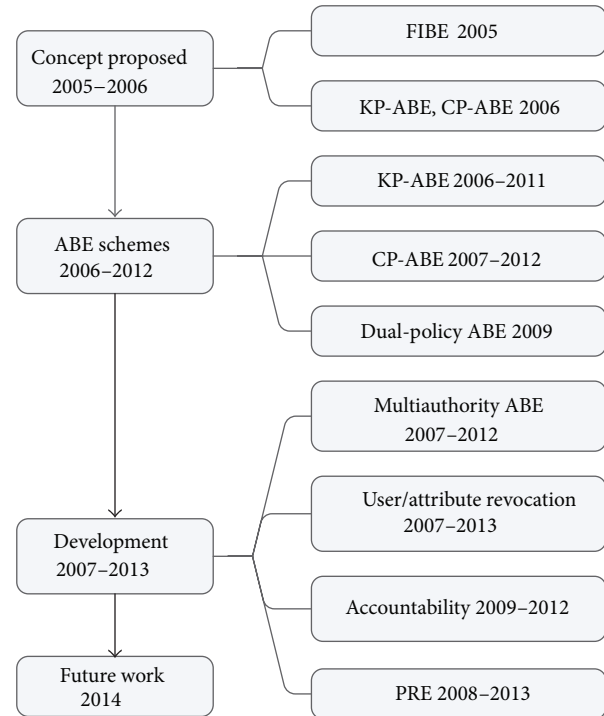 Concept proposed
2005–2006
FIBE 2005
KP-ABE, CP-ABE 2006
ABE schemes
2006–2012
KP-ABE 2006–2011
CP-ABE 2007–2012
Dual-policy ABE 2009
Development
2007–2013
Multiauthority ABE
2007–2012
User/attribute revocation
2007–2013
Accountability 2009–2012
PRE 2008–2013
Future work
2014